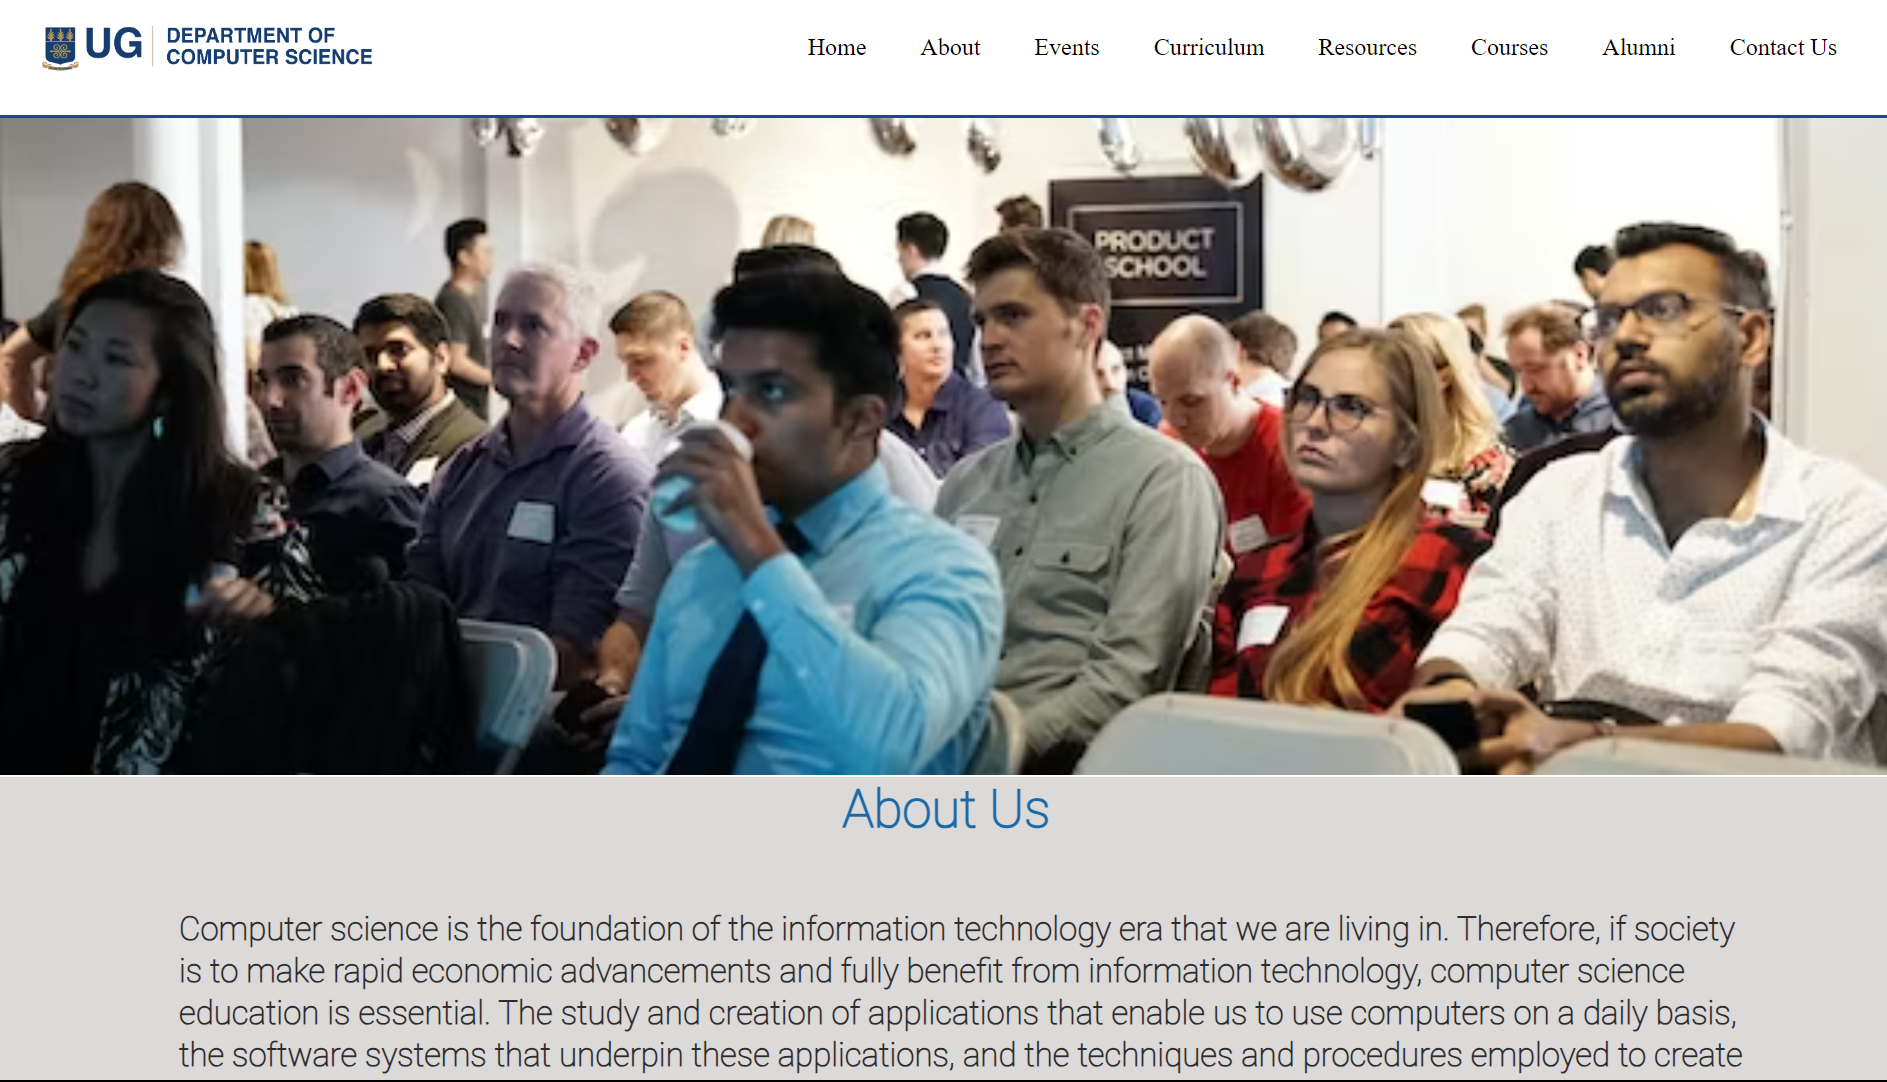 UG
DEPARTMENT OF
COMPUTER SCIENCE
Home About Events Curriculum Resources Courses Alumni Contact Us
PRODUCT
SCHOOL
About Us
Computer science is the foundation of the information technology era that we are living in. Therefore, if society
is to make rapid economic advancements and fully benefit from information technology, computer science
education is essential. The study and creation of applications that enable us to use computers on a daily basis,
the software systems that underpin these applications, and the techniques and procedures employed to create